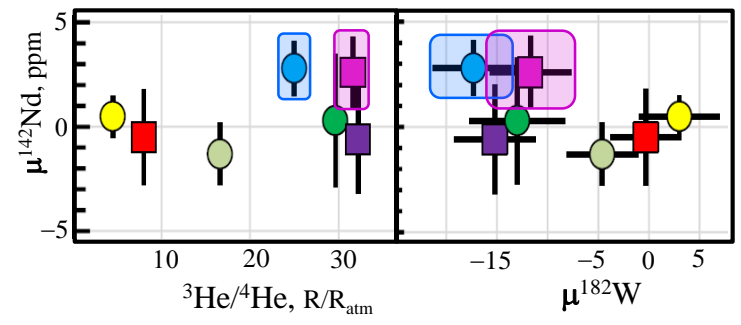 5
0
−5
μ¹⁴²Nd, ppm
10 20 30
−15 −5 0 5
³He/⁴He, R/Rₐₜₘ
μ¹⁸²W